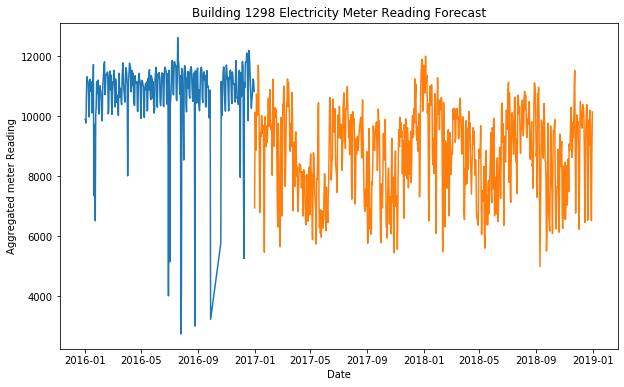 Building 1298 Electricity Meter Reading Forecast
Aggregated meter Reading
12000
10000
8000
6000
4000
2016-01 2016-05 2016-09 2017-01 2017-05 2017-09 2018-01 2018-05 2018-09 2019-01
Date